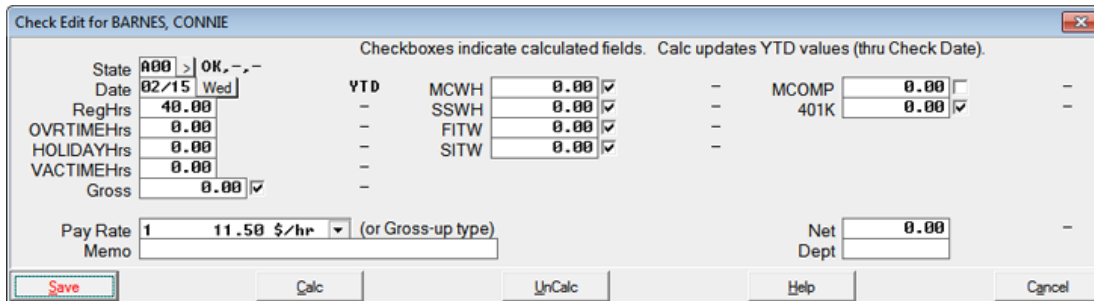 Check Edit for BARNES, CONNIE
Checkboxes indicate calculated fields. Calc updates YTD values (thru Check Date).
State A00 > OK,-,-
Date 02/15 Wed YTD MCWH 0.00 - MCOMP 0.00 -
RegHrs 40.00 - SSWH 0.00 - 401K 0.00 -
OVRTIMEHrs 0.00 - FITW 0.00 -
HOLIDAYHrs 0.00 - SITW 0.00 -
VACTIMEHrs 0.00 -
Gross 0.00 -
Pay Rate 1 11.50 $/hr (or Gross-up type) Net 0.00 -
Memo Dept
Save Calc UnCalc Help Cancel